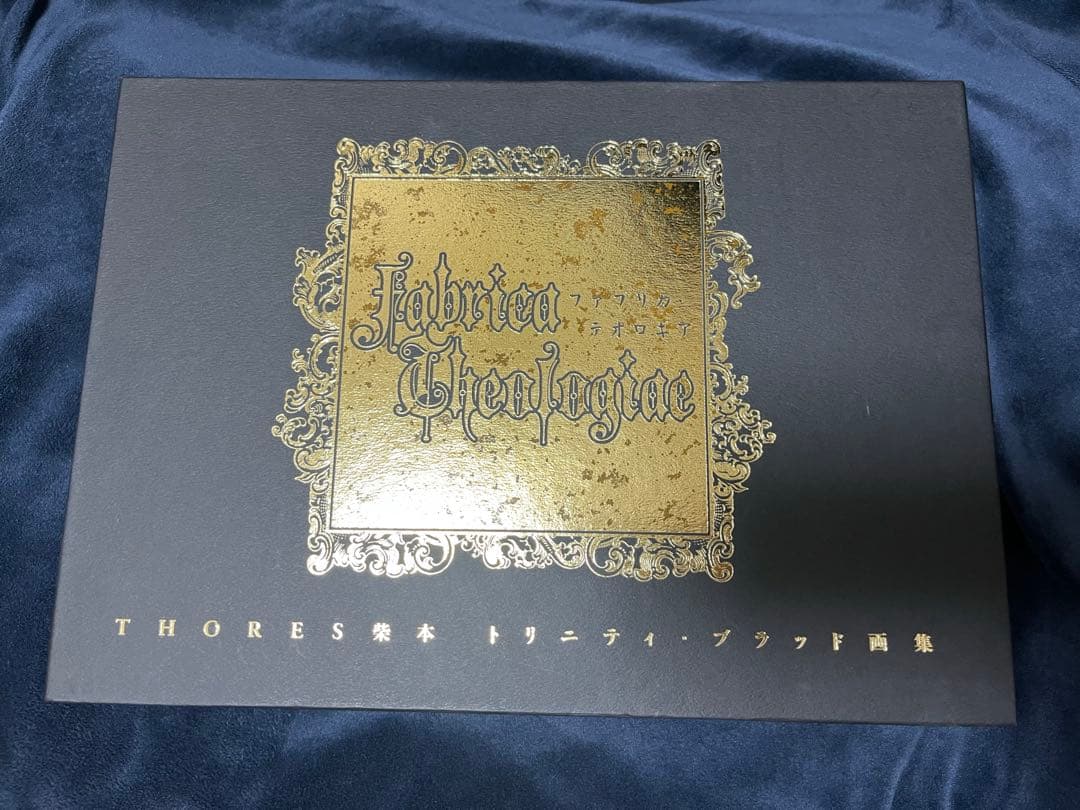 Fabrica
ファブリカ・
テオロギア
Theologiae
THORES柴本 トリニティ・ブラッド画集